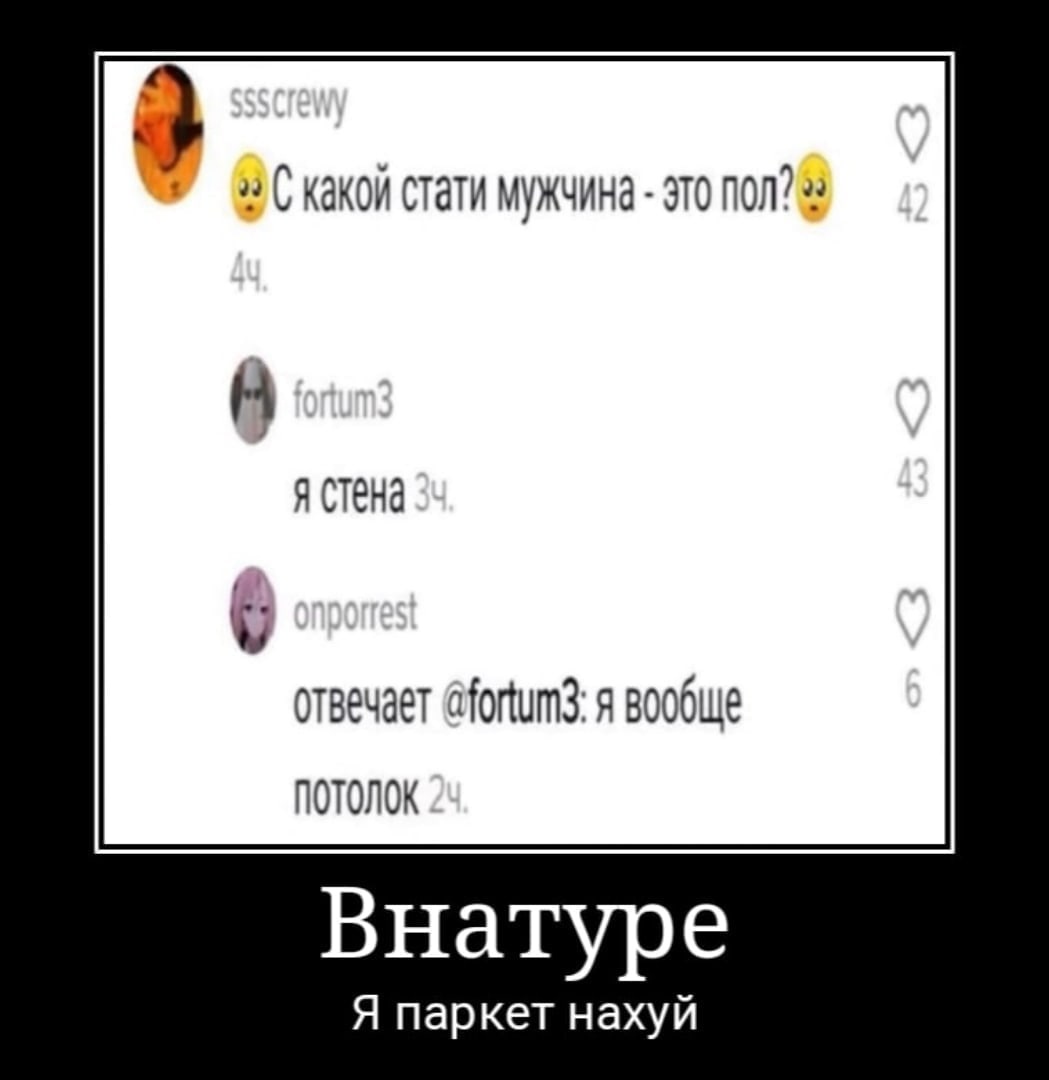 ssscrewy
🥺С какой стати мужчина - это пол?🥺
42
4ч.
fortum3
я стена 3ч.
43
onporrest
отвечает @fortum3: я вообще
потолок 2ч.
6
Внатуре
Я паркет нахуй